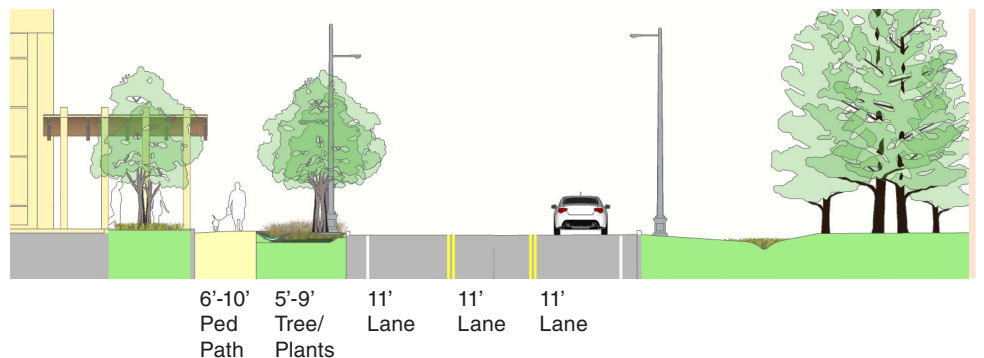 6'-10'
Ped
Path
5'-9'
Tree/
Plants
11'
Lane
11'
Lane
11'
Lane